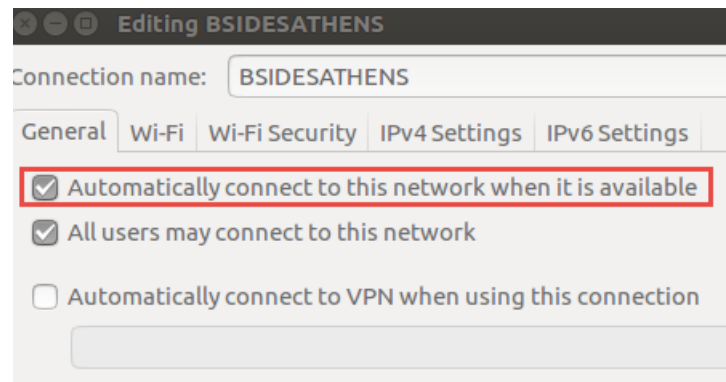 Editing BSIDESATHENS
Connection name: BSIDESATHENS
General Wi-Fi Wi-Fi Security IPv4 Settings IPv6 Settings
Automatically connect to this network when it is available
All users may connect to this network
Automatically connect to VPN when using this connection